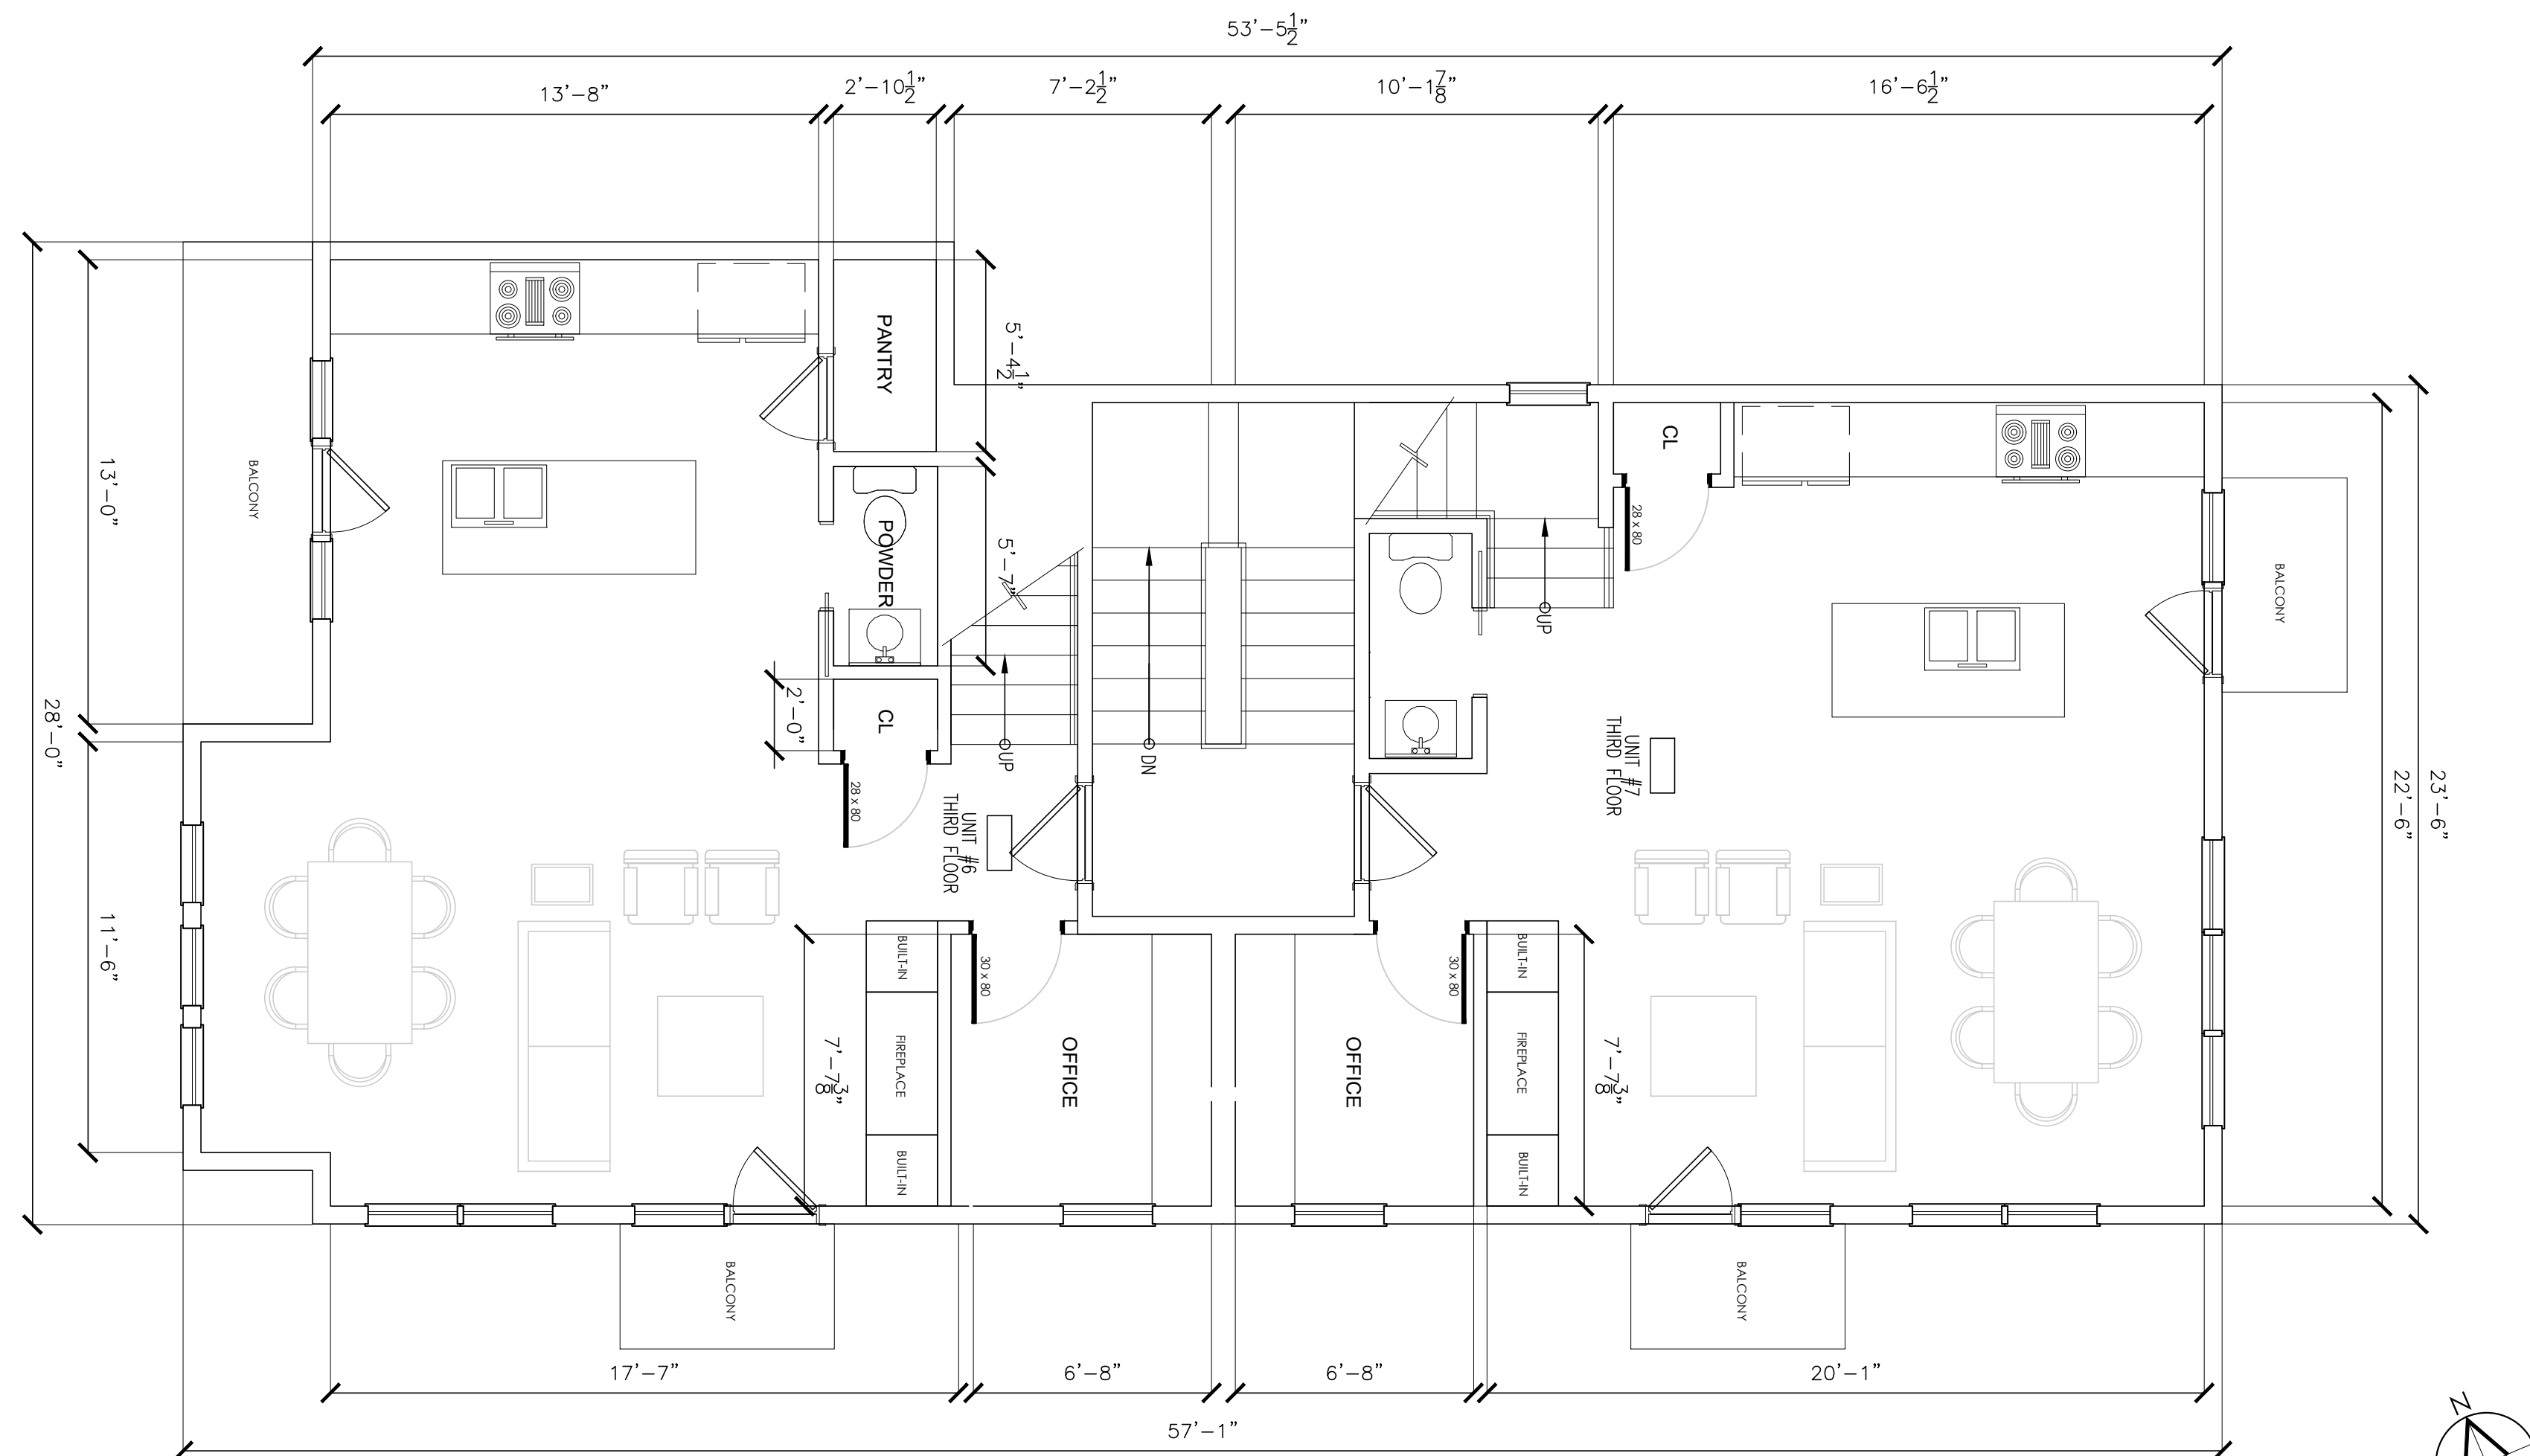 53'-5½"
13'-8"
2'-10½"
7'-2½"
10'-1⅞"
16'-6½"
PANTRY
5'-4½"
CL
28 x 80
BALCONY
13'-0"
POWDER
5'-7"
UP
BALCONY
28'-0"
2'-0"
CL
UP
DN
UNIT #7
THIRD FLOOR
23'-6"
22'-6"
28 x 80
UNIT #6
THIRD FLOOR
11'-6"
BUILT-IN
30 x 80
30 x 80
BUILT-IN
7'-7⅜"
FIREPLACE
OFFICE
OFFICE
FIREPLACE
7'-7⅜"
BUILT-IN
BUILT-IN
BALCONY
BALCONY
17'-7"
6'-8"
6'-8"
20'-1"
N
57'-1"